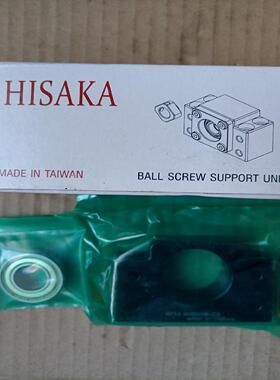 HISAKA
MADE IN TAIWAN
BALL SCREW SUPPORT UNI